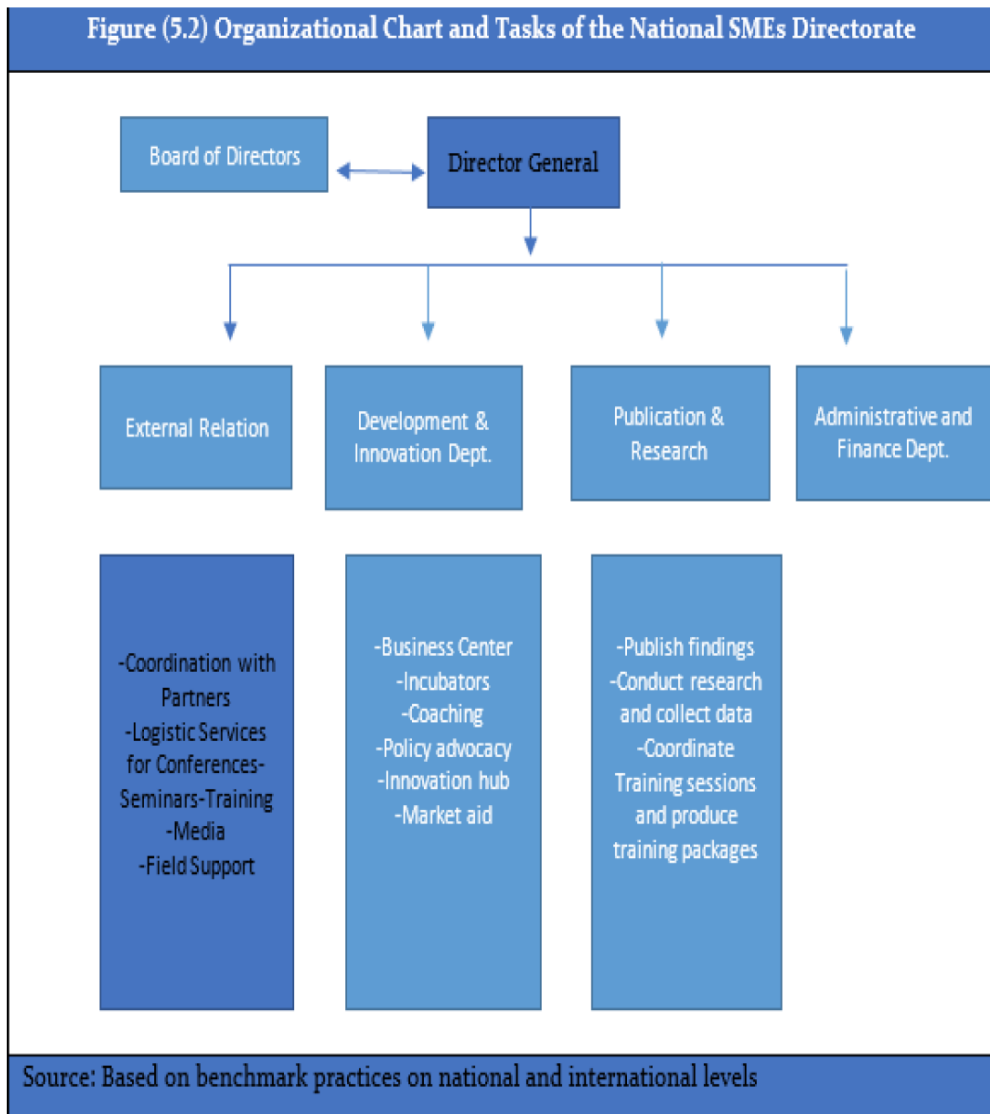 Figure (5.2) Organizational Chart and Tasks of the National SMEs Directorate
Board of Directors
Director General
External Relation
Development &
Innovation Dept.
Publication &
Research
Administrative and
Finance Dept.
-Coordination with
Partners
-Logistic Services
for Conferences-
Seminars-Training
-Media
-Field Support
-Business Center
-Incubators
-Coaching
-Policy advocacy
-Innovation hub
-Market aid
-Publish findings
-Conduct research
and collect data
-Coordinate
Training sessions
and produce
training packages
Source: Based on benchmark practices on national and international levels